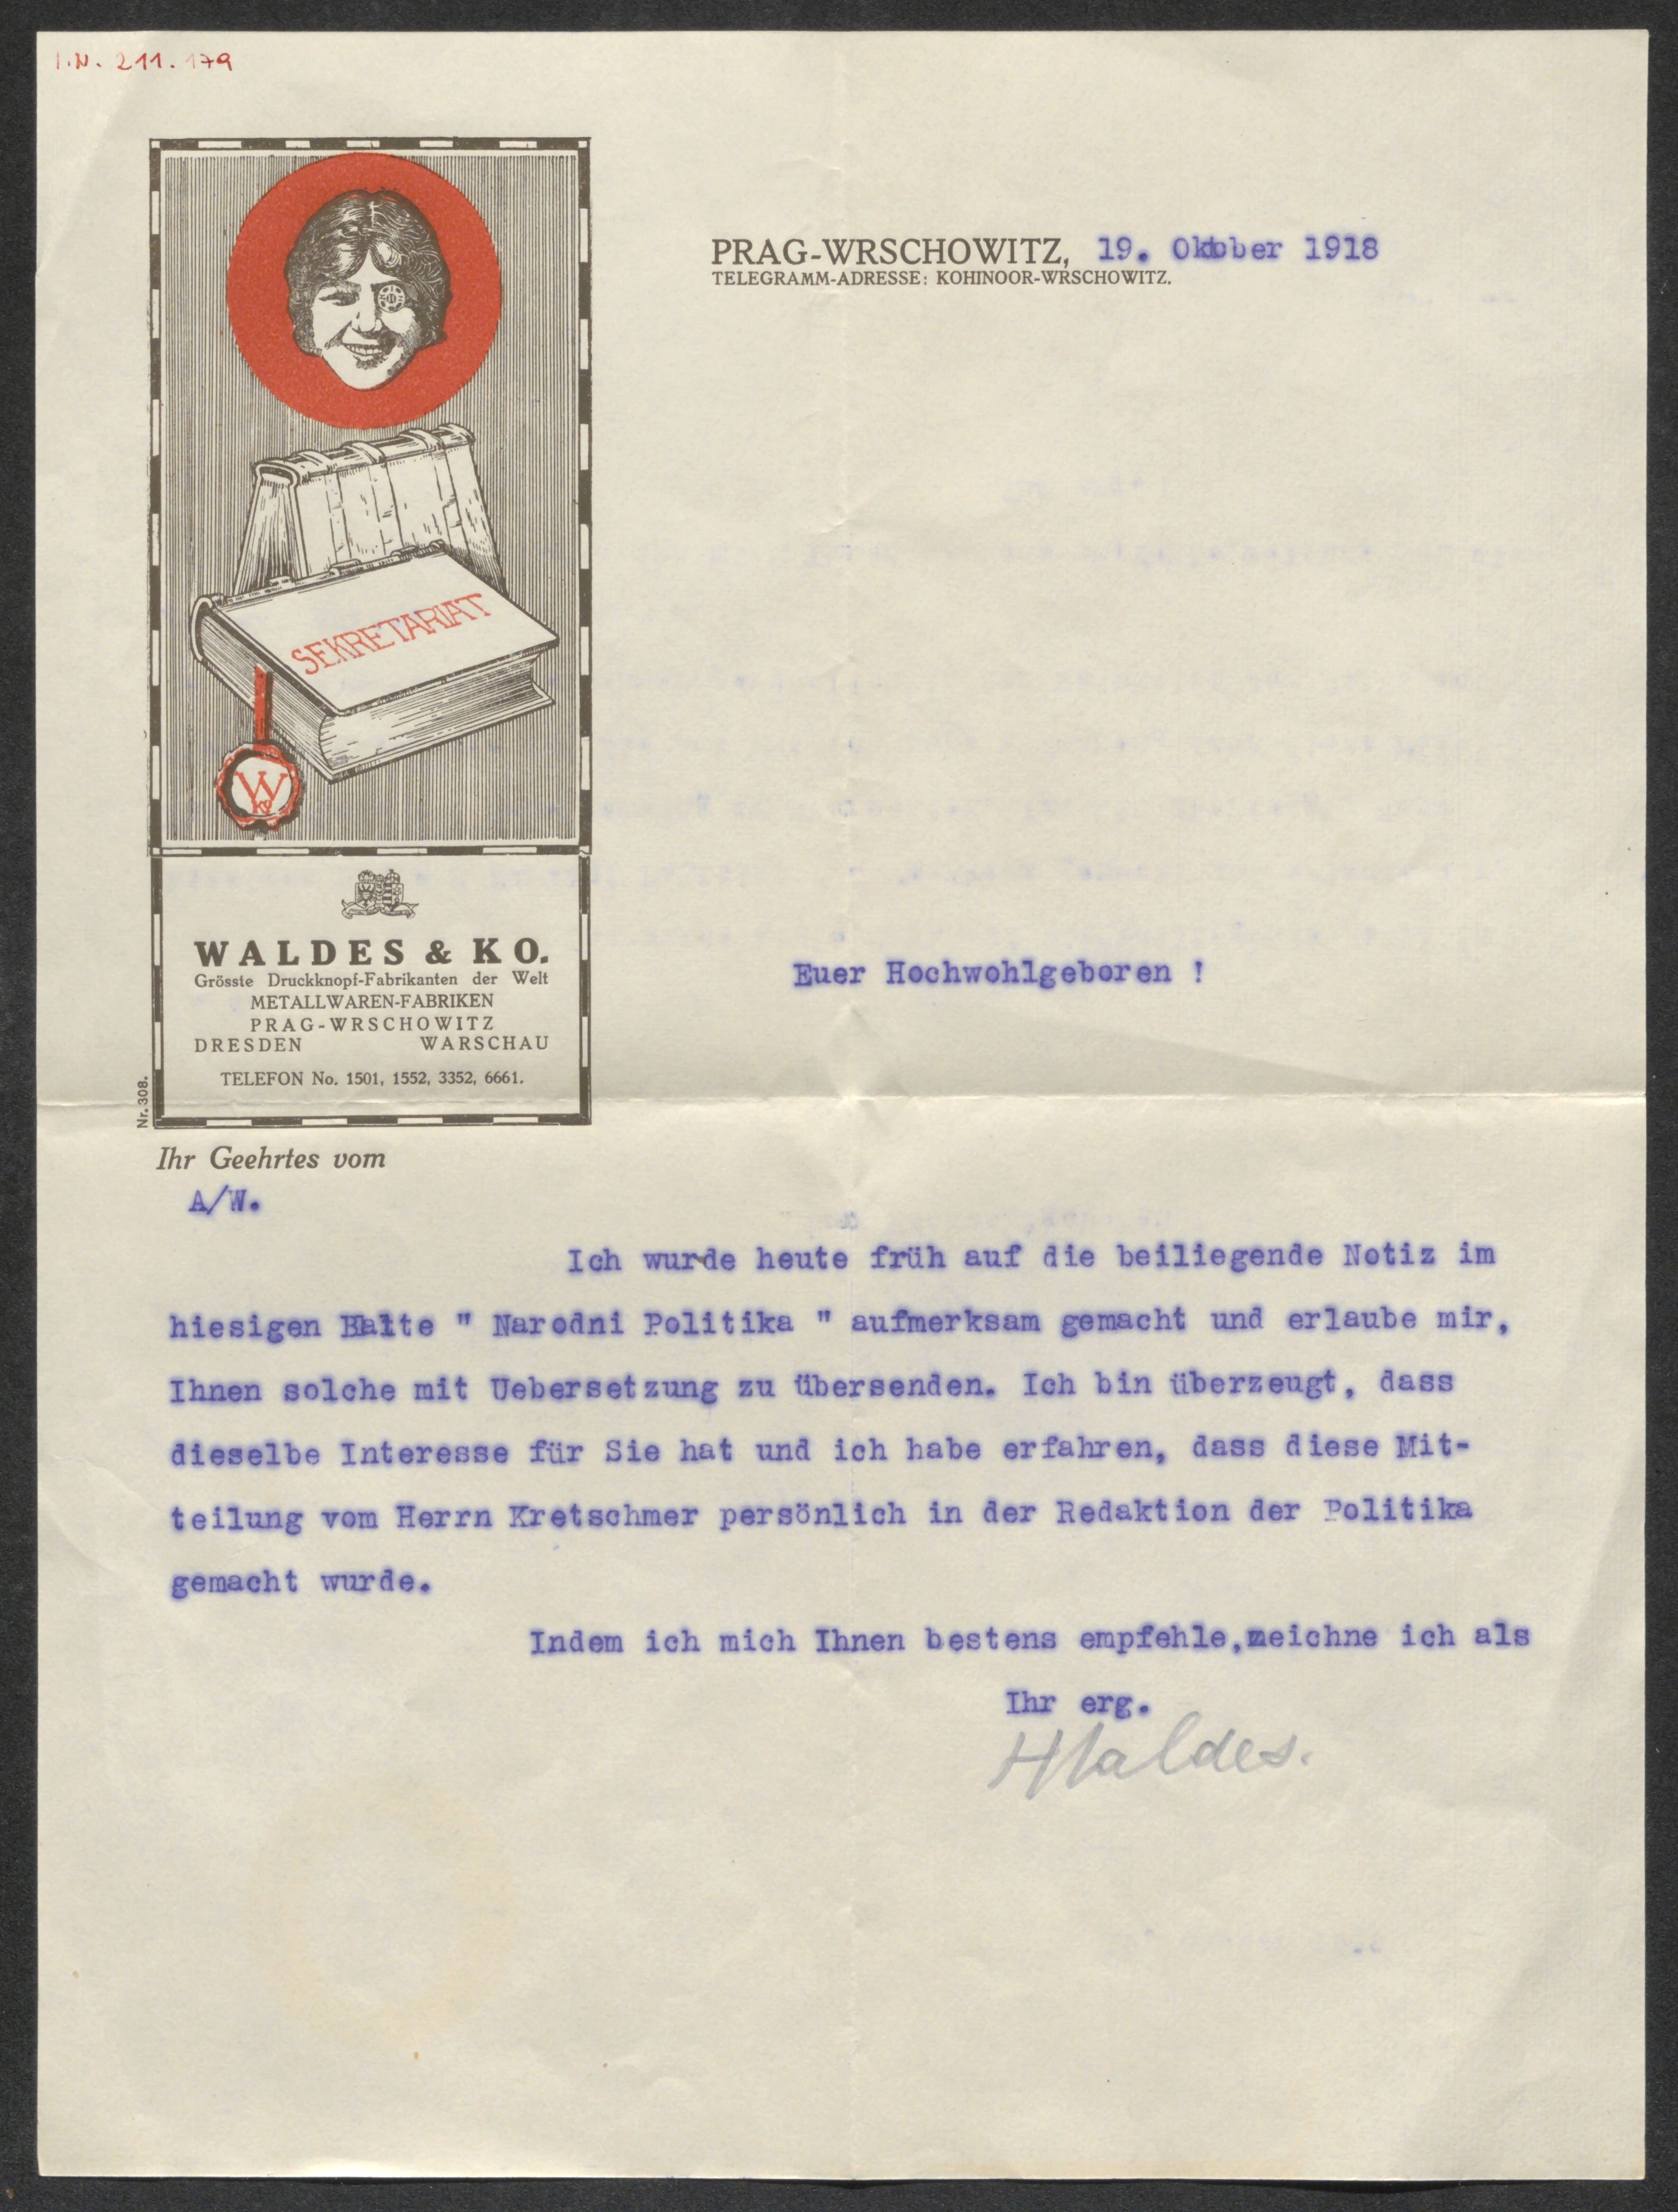 I.N. 211.179
PRAG-WRSCHOWITZ, 19. Oktober 1918
TELEGRAMM-ADRESSE: KOHINOOR-WRSCHOWITZ.
SEKRETARIAT
WKo
WALDES & KO.
Grösste Druckknopf-Fabrikanten der Welt
METALLWAREN-FABRIKEN
PRAG-WRSCHOWITZ
DRESDEN WARSCHAU
TELEFON No. 1501, 1552, 3352, 6661.
Nr. 308.
Euer Hochwohlgeboren !
Ihr Geehrtes vom
A/W.
Ich wurde heute früh auf die beiliegende Notiz im
hiesigen Balte " Narodni Politika " aufmerksam gemacht und erlaube mir,
Ihnen solche mit Uebersetzung zu übersenden. Ich bin überzeugt, dass
dieselbe Interesse für Sie hat und ich habe erfahren, dass diese Mit-
teilung vom Herrn Kretschmer persönlich in der Redaktion der Politika
gemacht wurde.
Indem ich mich Ihnen bestens empfehle,zeichne ich als
Ihr erg.
HWaldes.